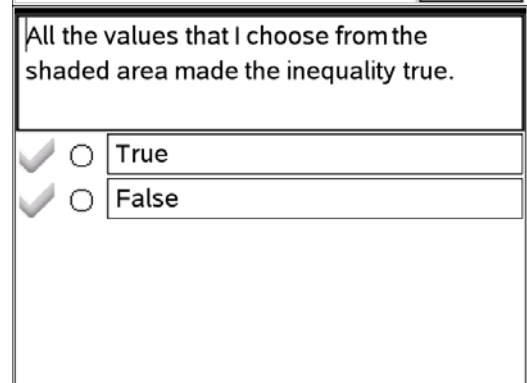 All the values that I choose from the
shaded area made the inequality true.
True
False